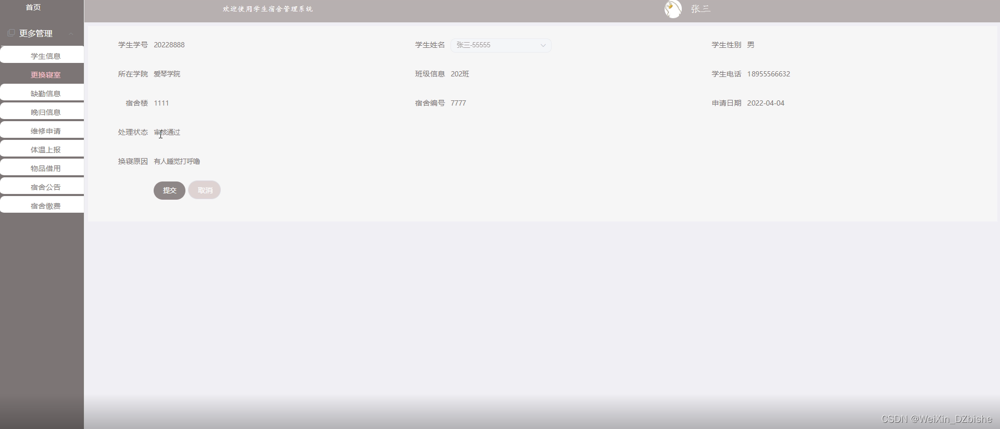 首页
欢迎使用学生宿舍管理系统
张三
更多管理
学生信息
更换寝室
缺勤信息
晚归信息
维修申请
体温上报
物品借用
宿舍公告
宿舍缴费
学生学号 20228888 学生姓名 张三-55555 学生性别 男
所在学院 爱琴学院 班级信息 202班 学生电话 18955566632
宿舍楼 1111 宿舍编号 7777 申请日期 2022-04-04
处理状态 审核通过
换寝原因 有人睡觉打呼噜
提交 取消
CSDN @WeiXin_DZbishe